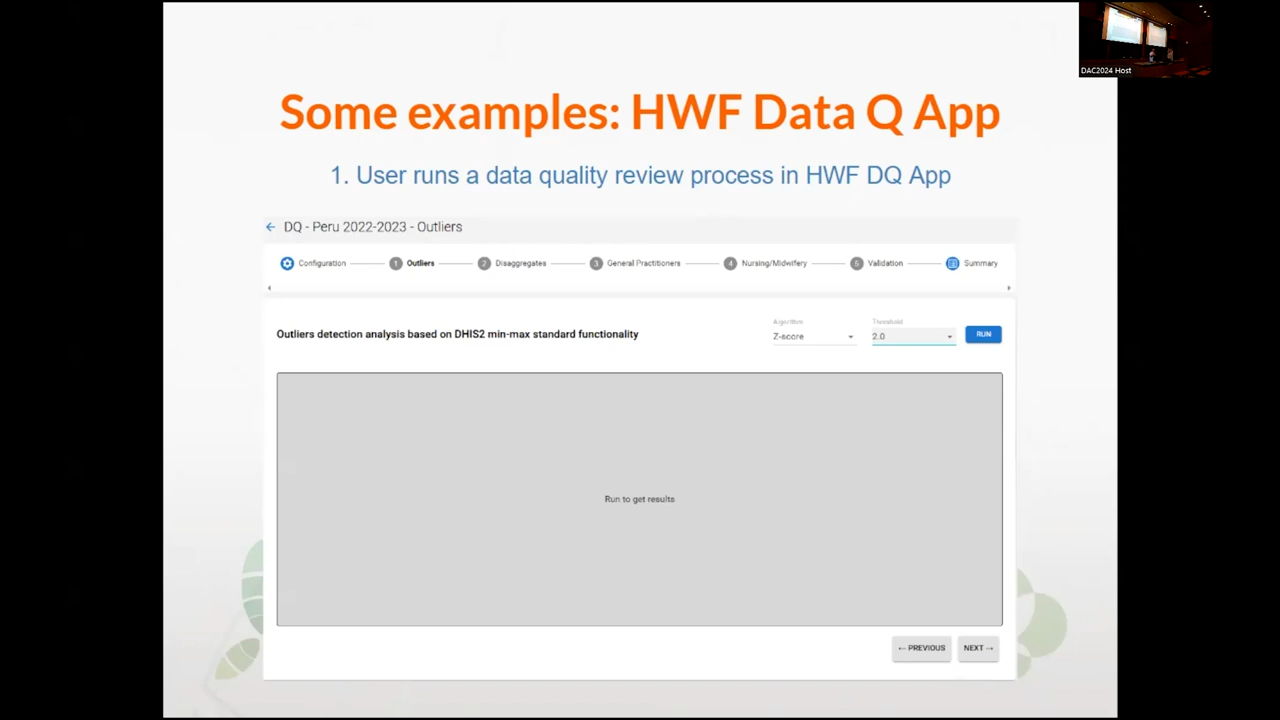 DAC2024 Host
Some examples: HWF Data Q App
1. User runs a data quality review process in HWF DQ App
← DQ - Peru 2022-2023 - Outliers
Configuration 1 Outliers 2 Disaggregates 3 General Practitioners 4 Nursing/Midwifery 5 Validation Summary
Outliers detection analysis based on DHIS2 min-max standard functionality
Algorithm Threshold
Z-score 2.0 RUN
Run to get results
← PREVIOUS NEXT →